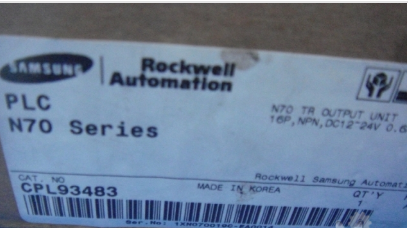 SAMSUNG
Rockwell
Automation
PLC
N70 Series
N70 TR OUTPUT UNIT
16P,NPN,DC12~24V
Rockwell Samsung
CAT. NO
CPL93483
MADE IN KOREA
QT'Y
1